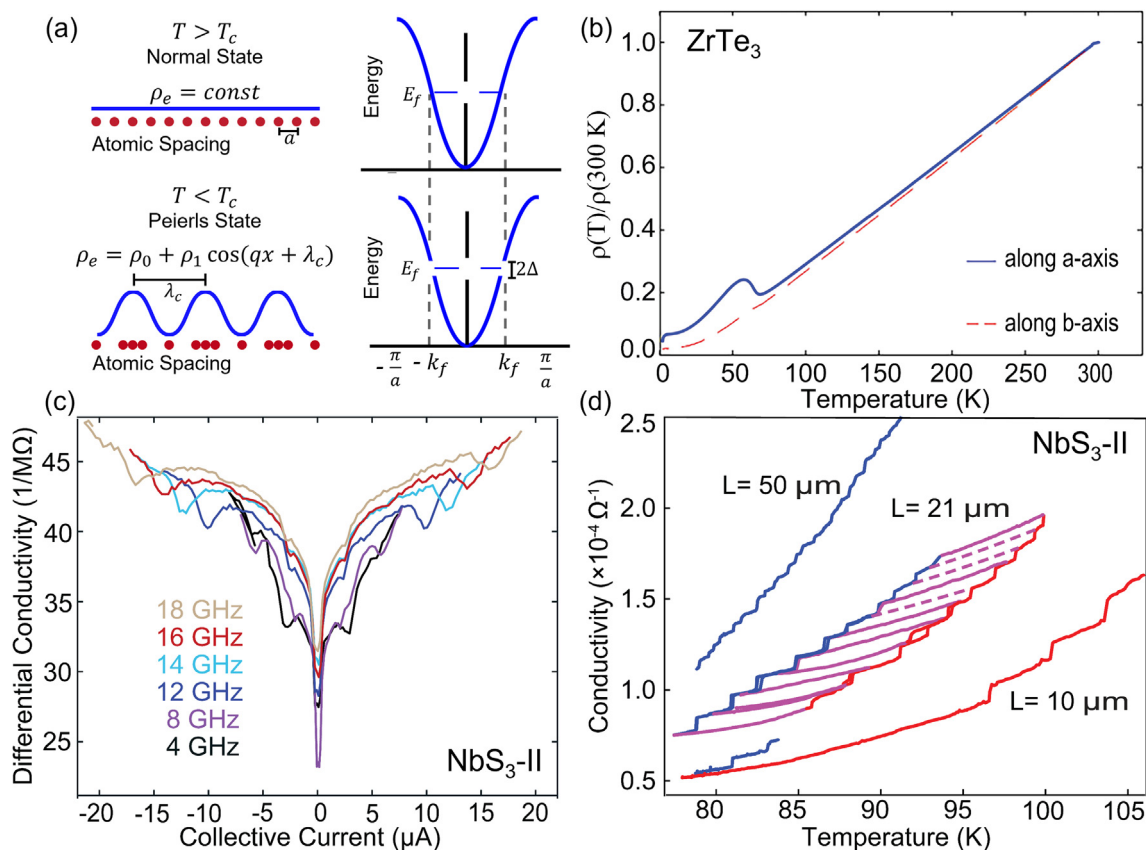 (a)
T > T_c
Normal State
ρ_e = const
Atomic Spacing
a
T < T_c
Peierls State
ρ_e = ρ_0 + ρ_1 cos(qx + λ_c)
λ_c
Atomic Spacing
Energy
E_f
Energy
E_f
2Δ
-π/a
-k_f
k_f
π/a
(b)
ZrTe₃
ρ(T)/ρ(300 K)
1.0
0.8
0.6
0.4
0.2
0.0
along a-axis
along b-axis
0 50 100 150 200 250 300
Temperature (K)
(c)
Differential Conductivity (1/MΩ)
45
40
35
30
25
18 GHz
16 GHz
14 GHz
12 GHz
8 GHz
4 GHz
NbS₃-II
-20 -15 -10 -5 0 5 10 15 20
Collective Current (µA)
(d)
NbS₃-II
Conductivity (×10⁻⁴ Ω⁻¹)
2.5
2.0
1.5
1.0
0.5
L= 50 µm
L= 21 µm
L= 10 µm
80 85 90 95 100 105
Temperature (K)